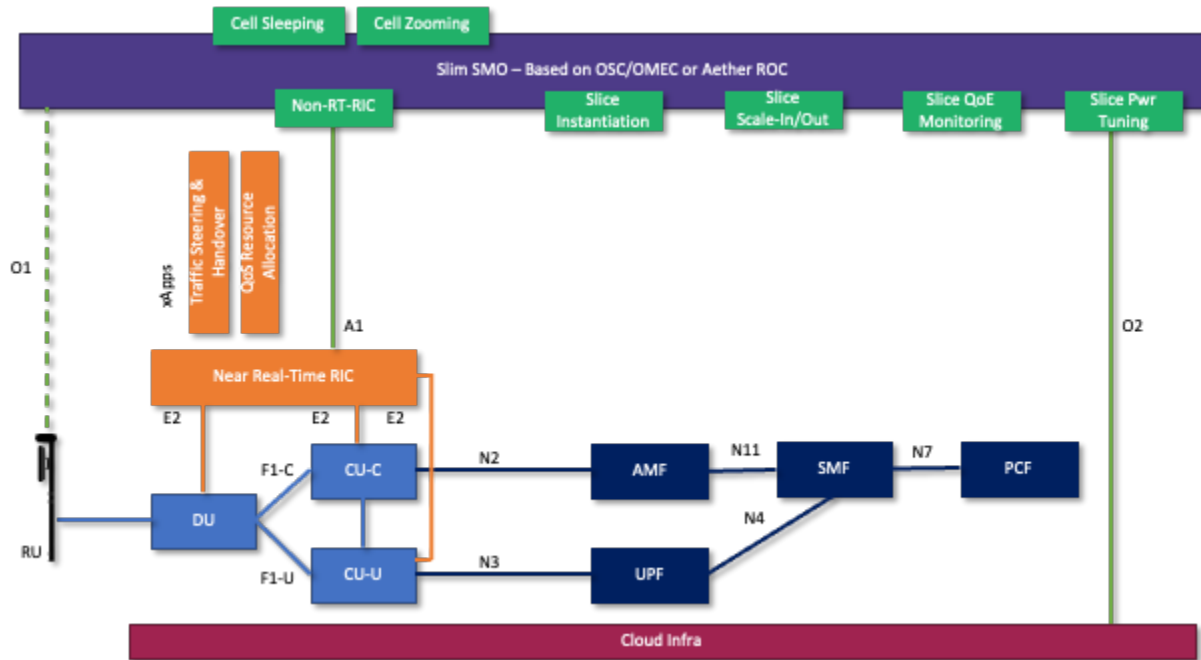 Cell Sleeping
Cell Zooming
Slim SMO – Based on OSC/OMEC or Aether ROC
Non-RT-RIC
Slice
Instantiation
Slice
Scale-In/Out
Slice QoE
Monitoring
Slice Pwr
Tuning
O1
xApps
Traffic Steering &
Handover
QoS Resource
Allocation
A1
O2
Near Real-Time RIC
E2
E2
E2
F1-C
CU-C
N2
AMF
N11
SMF
N7
PCF
DU
N4
RU
F1-U
CU-U
N3
UPF
Cloud Infra